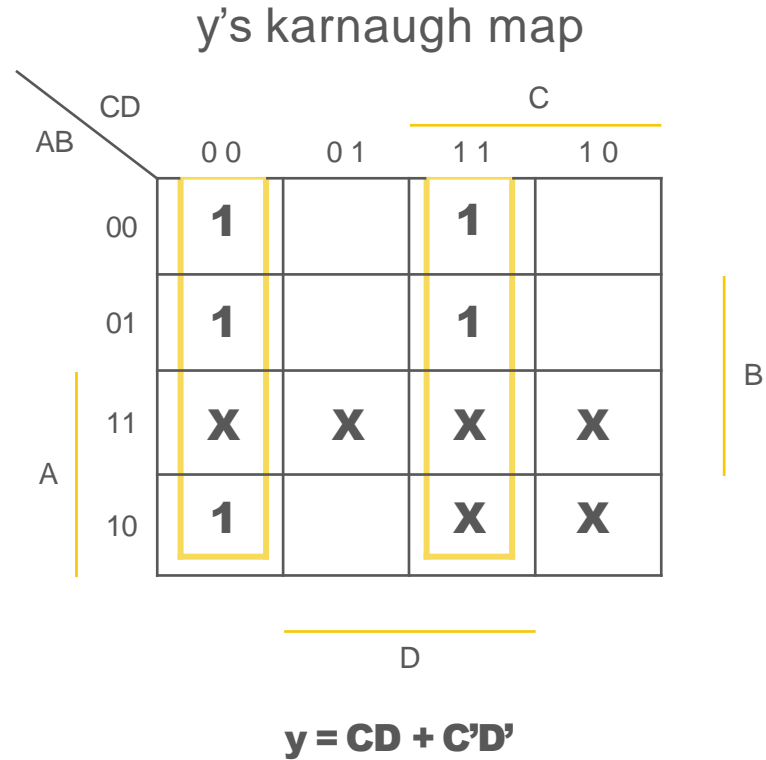 y's karnaugh map
CD
C
AB
0 0 0 1 1 1 1 0
00 1 1
01 1 1
B
11 X X X X
A
10 1 X X
D
y = CD + C’D’